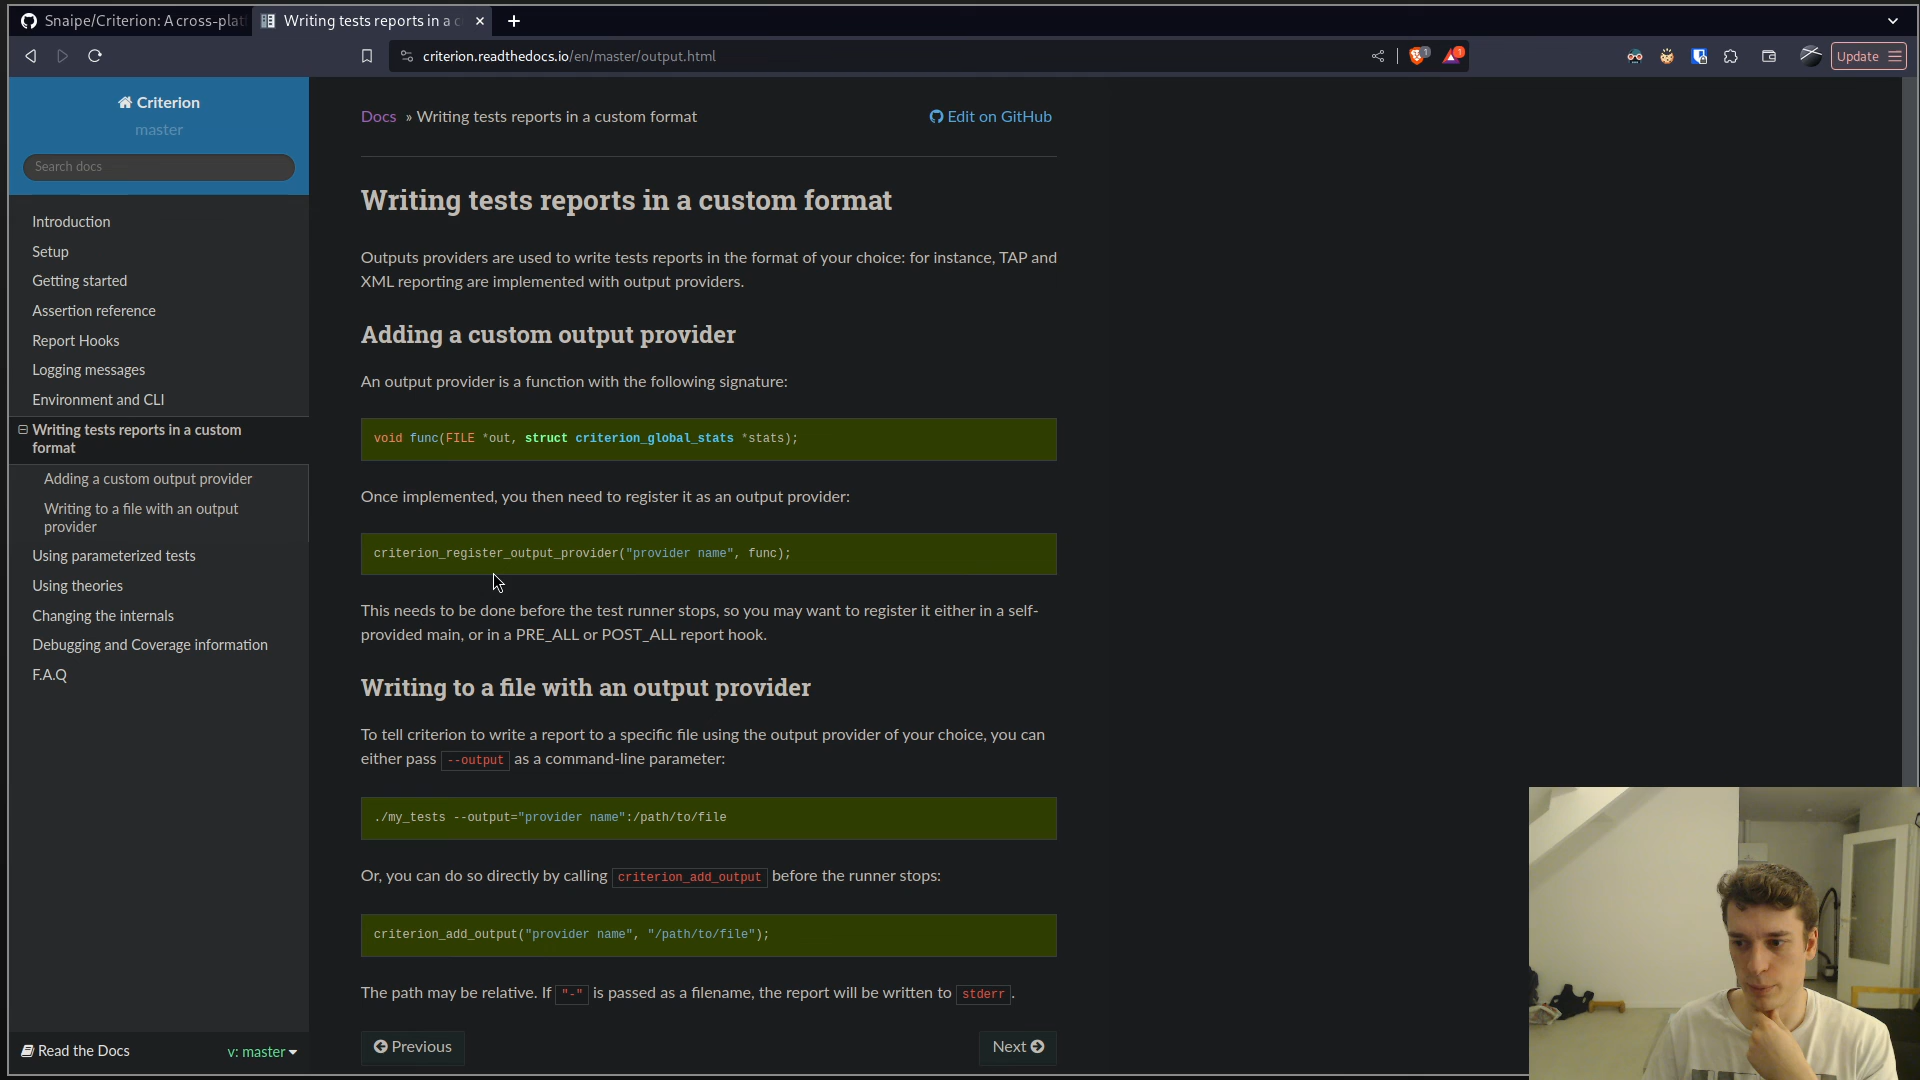 Snaipe/Criterion: A cross-plat
Writing tests reports in a c
criterion.readthedocs.io/en/master/output.html
1
1
Update
Criterion
master
Search docs
Introduction
Setup
Getting started
Assertion reference
Report Hooks
Logging messages
Environment and CLI
Writing tests reports in a custom
format
Adding a custom output provider
Writing to a file with an output
provider
Using parameterized tests
Using theories
Changing the internals
Debugging and Coverage information
F.A.Q
Read the Docs
v: master
Docs » Writing tests reports in a custom format
Edit on GitHub
Writing tests reports in a custom format
Outputs providers are used to write tests reports in the format of your choice: for instance, TAP and
XML reporting are implemented with output providers.
Adding a custom output provider
An output provider is a function with the following signature:
void func(FILE *out, struct criterion_global_stats *stats);
Once implemented, you then need to register it as an output provider:
criterion_register_output_provider("provider name", func);
This needs to be done before the test runner stops, so you may want to register it either in a self-
provided main, or in a PRE_ALL or POST_ALL report hook.
Writing to a file with an output provider
To tell criterion to write a report to a specific file using the output provider of your choice, you can
either pass --output as a command-line parameter:
./my_tests --output="provider name":/path/to/file
Or, you can do so directly by calling criterion_add_output before the runner stops:
criterion_add_output("provider name", "/path/to/file");
The path may be relative. If "-" is passed as a filename, the report will be written to stderr.
Previous
Next